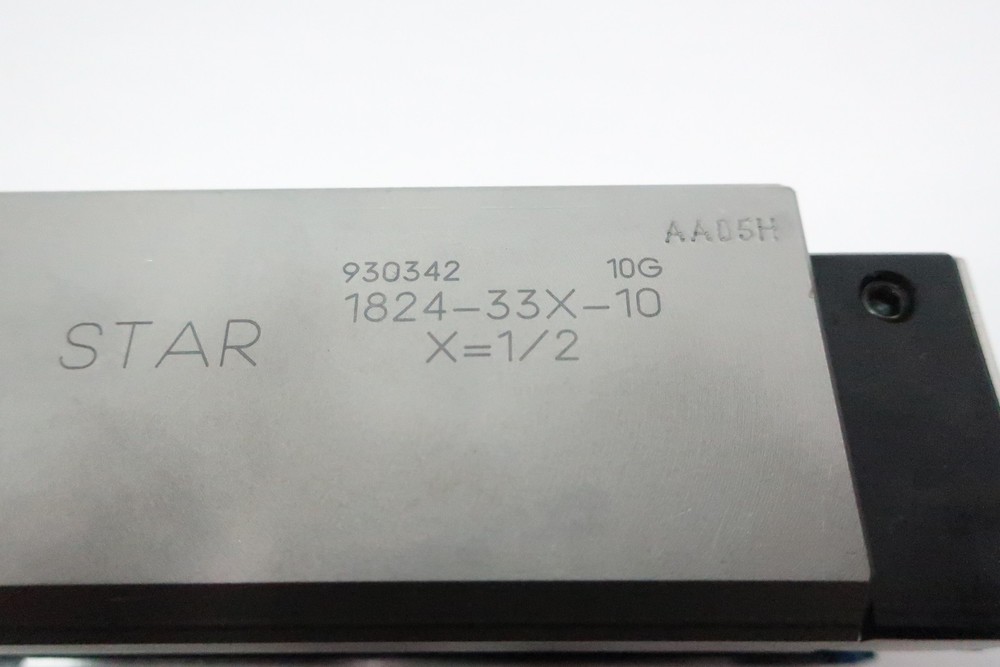 AA05H
930342 10G
1824-33X-10
STAR
X=1/2